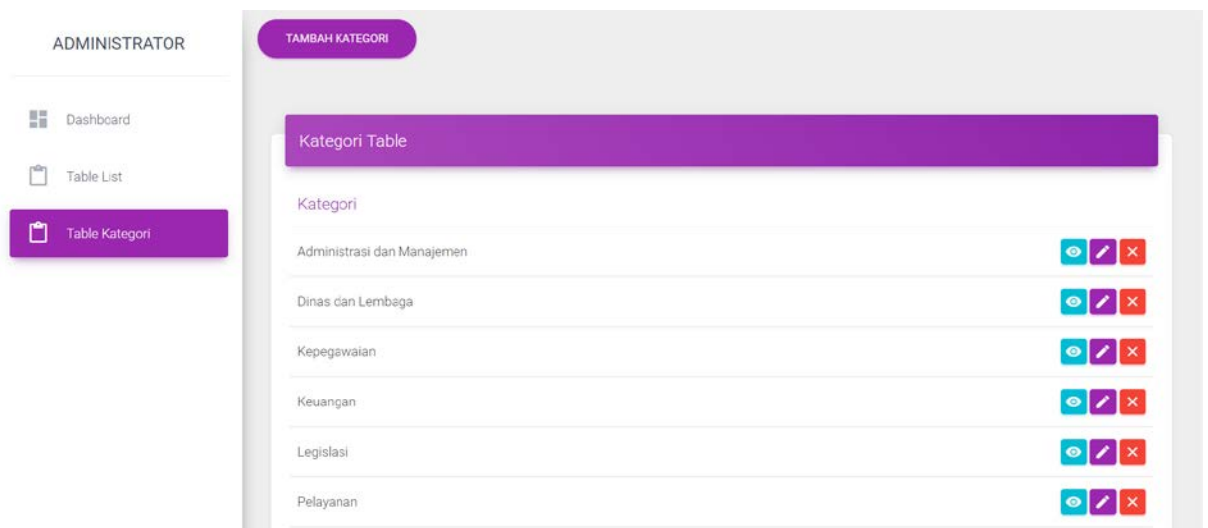 ADMINISTRATOR
Dashboard
Table List
Table Kategori
TAMBAH KATEGORI
Kategori Table
Kategori
Administrasi dan Manajemen
Dinas dan Lembaga
Kepegawaian
Keuangan
Legislasi
Pelayanan